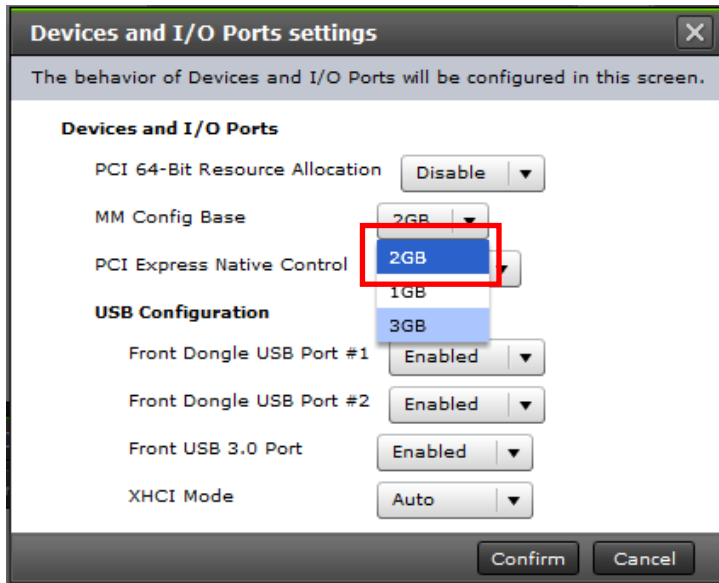 Devices and I/O Ports settings
The behavior of Devices and I/O Ports will be configured in this screen.
Devices and I/O Ports
PCI 64-Bit Resource Allocation Disable
MM Config Base 2GB
2GB
PCI Express Native Control
1GB
USB Configuration
3GB
Front Dongle USB Port #1 Enabled
Front Dongle USB Port #2 Enabled
Front USB 3.0 Port Enabled
XHCI Mode Auto
Confirm Cancel